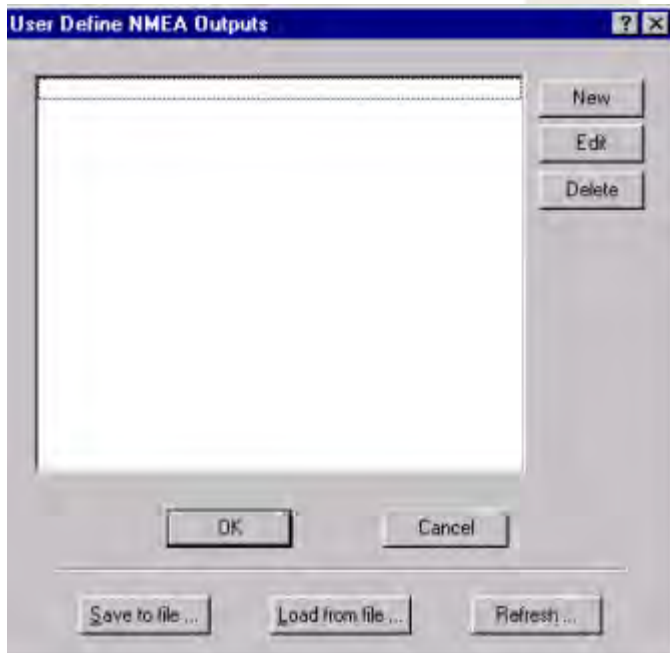 User Define NMEA Outputs
New
Edit
Delete
OK
Cancel
Save to file ...
Load from file ...
Refresh ...